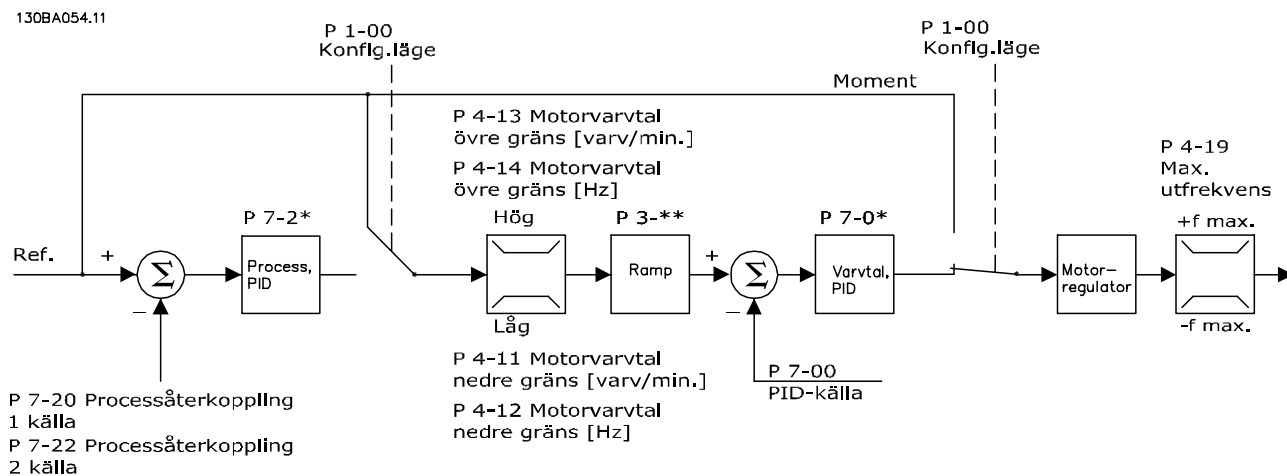 130BA054.11
P 1-00
Konfig.läge
P 1-00
Konfig.läge
Moment
P 4-13 Motorvarvtal
övre gräns [varv/min.]
P 4-14 Motorvarvtal
övre gräns [Hz]
P 4-19
Max.
utfrekvens
P 7-2*
Hög
P 3-**
P 7-0*
+f max.
Ref.
+
Σ
Process,
PID
Ramp
+
Σ
Varvtal,
PID
Motor-
regulator
−
Låg
−
-f max.
P 4-11 Motorvarvtal
nedre gräns [varv/min.]
P 4-12 Motorvarvtal
nedre gräns [Hz]
P 7-00
PID-källa
P 7-20 Processåterkoppling
1 källa
P 7-22 Processåterkoppling
2 källa